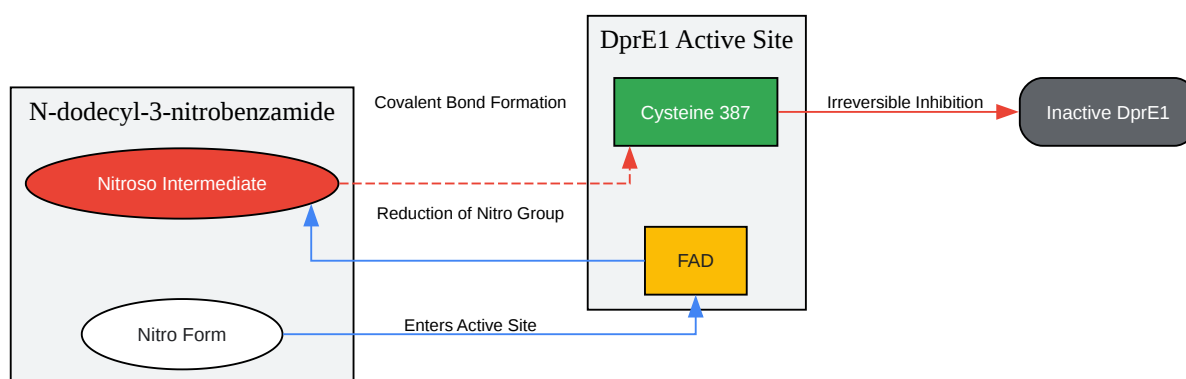 DprE1 Active Site
N-dodecyl-3-nitrobenzamide
Covalent Bond Formation
Cysteine 387
Irreversible Inhibition
Inactive DprE1
Nitroso Intermediate
Reduction of Nitro Group
FAD
Nitro Form
Enters Active Site